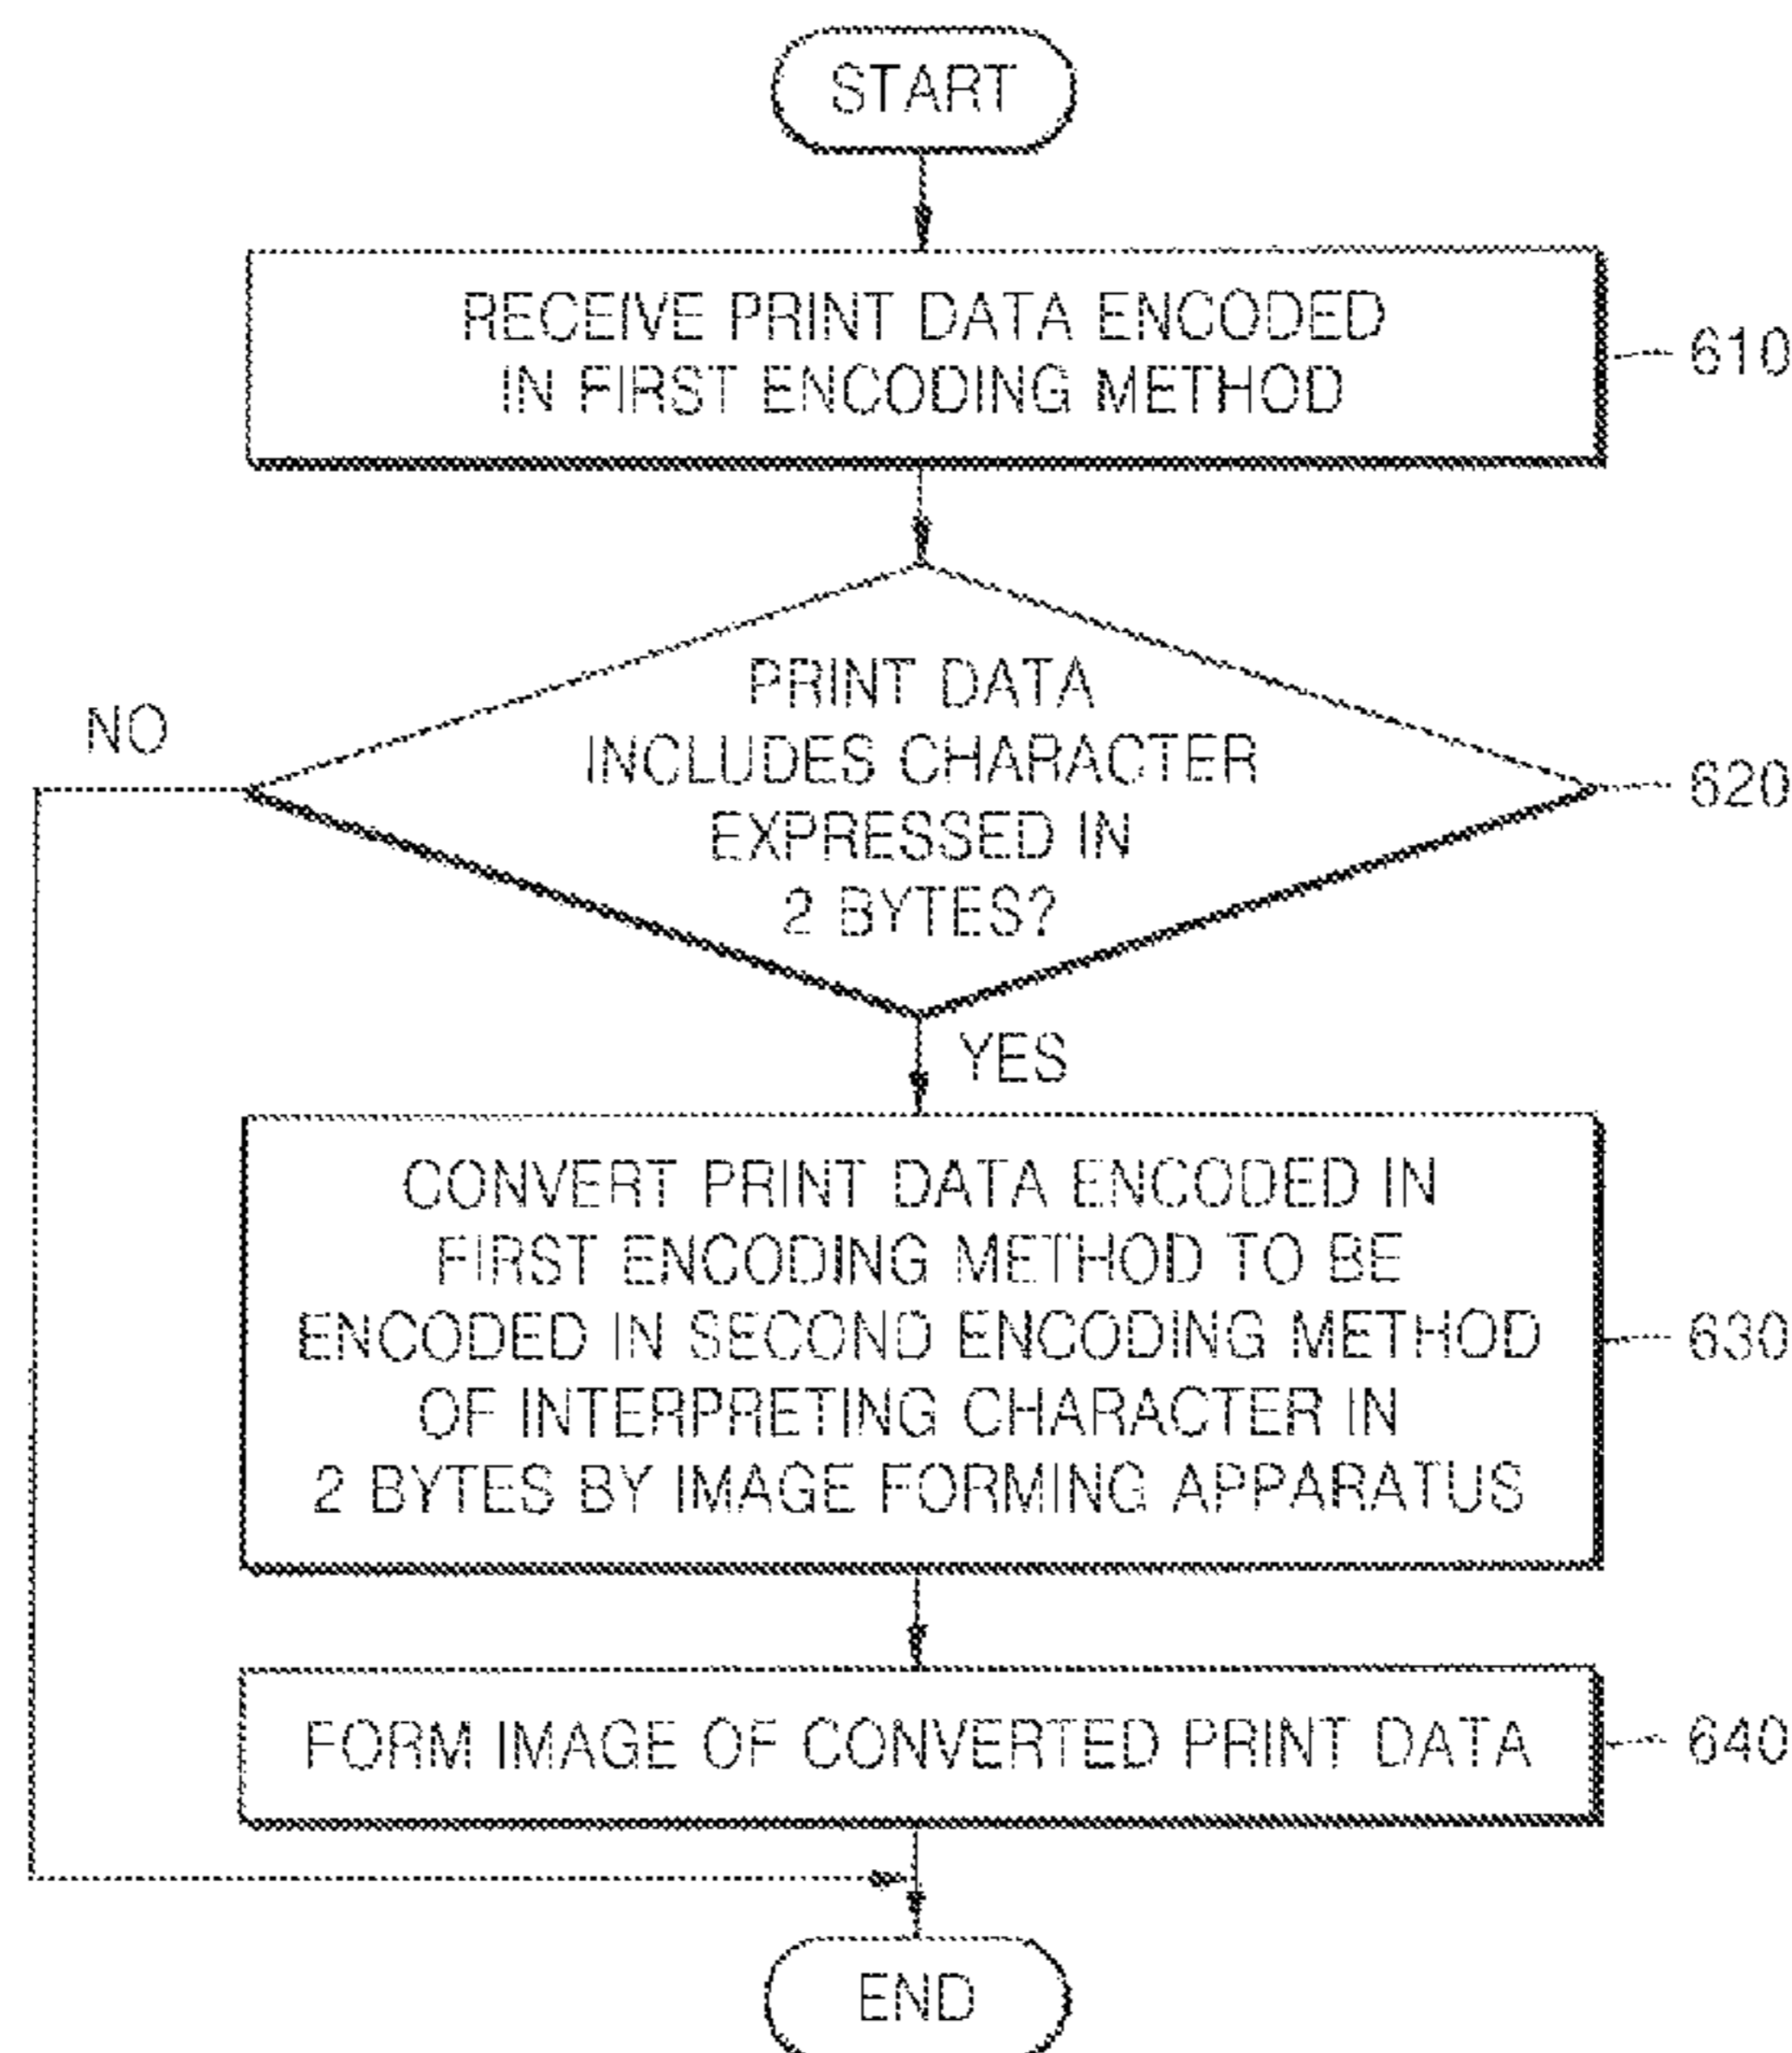 START
RECEIVE PRINT DATA ENCODED
IN FIRST ENCODING METHOD
610
PRINT DATA
INCLUDES CHARACTER
EXPRESSED IN
2 BYTES?
620
NO
YES
CONVERT PRINT DATA ENCODED IN
FIRST ENCODING METHOD TO BE
ENCODED IN SECOND ENCODING METHOD
OF INTERPRETING CHARACTER IN
2 BYTES BY IMAGE FORMING APPARATUS
630
FORM IMAGE OF CONVERTED PRINT DATA
640
END